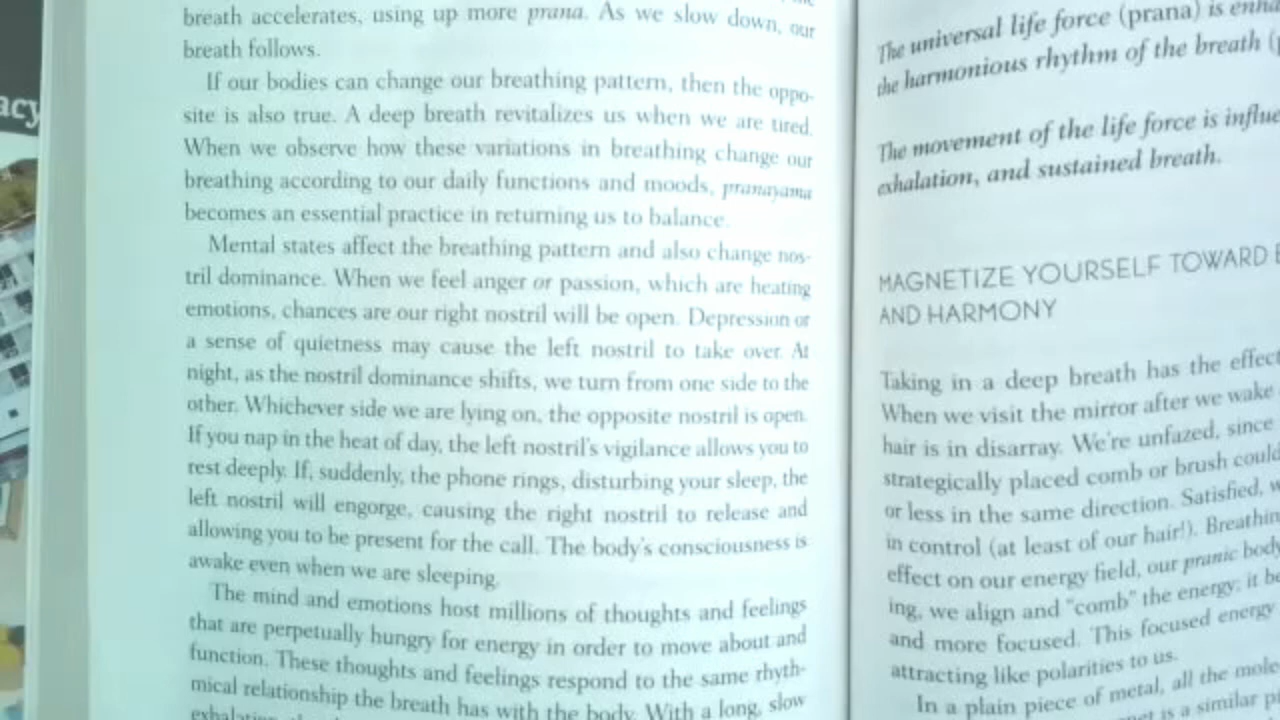 acy
breath accelerates, using up more prana. As we slow down, our
breath follows.
If our bodies can change our breathing pattern, then the oppo-
site is also true. A deep breath revitalizes us when we are tired.
When we observe how these variations in breathing change our
breathing according to our daily functions and moods, pranayama
becomes an essential practice in returning us to balance.
Mental states affect the breathing pattern and also change nos-
tril dominance. When we feel anger or passion, which are heating
emotions, chances are our right nostril will be open. Depression or
a sense of quietness may cause the left nostril to take over. At
night, as the nostril dominance shifts, we turn from one side to the
other. Whichever side we are lying on, the opposite nostril is open.
If you nap in the heat of day, the left nostril's vigilance allows you to
rest deeply. If, suddenly, the phone rings, disturbing your sleep, the
left nostril will engorge, causing the right nostril to release and
allowing you to be present for the call. The body's consciousness is
awake even when we are sleeping.
The mind and emotions host millions of thoughts and feelings
that are perpetually hungry for energy in order to move about and
function. These thoughts and feelings respond to the same rhyth-
mical relationship the breath has with the body. With a long, slow
The universal life force (prana) is enha
the harmonious rhythm of the breath (p
The movement of the life force is influe
exhalation, and sustained breath.
MAGNETIZE YOURSELF TOWARD
AND HARMONY
Taking in a deep breath has the effect
When we visit the mirror after we wake
hair is in disarray. We're unfazed, since
strategically placed comb or brush could
or less in the same direction. Satisfied, w
in control (at least of our hair!). Breathin
effect on our energy field, our pranic body
ing, we align and "comb" the energy; it be
and more focused. This focused energy
attracting like polarities to us.
In a plain piece of metal, all the mole
is a similar